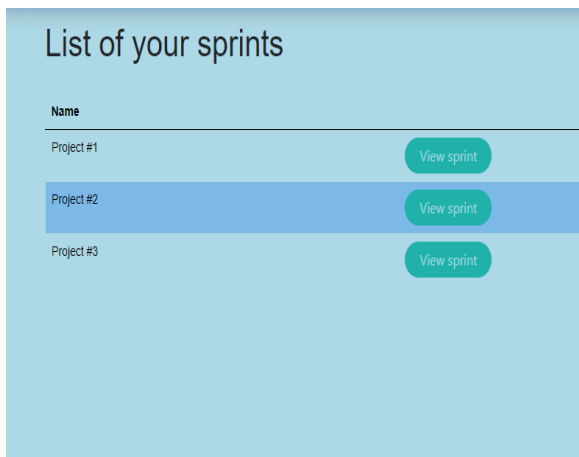 List of your sprints
Name
Project #1 View sprint
Project #2 View sprint
Project #3 View sprint